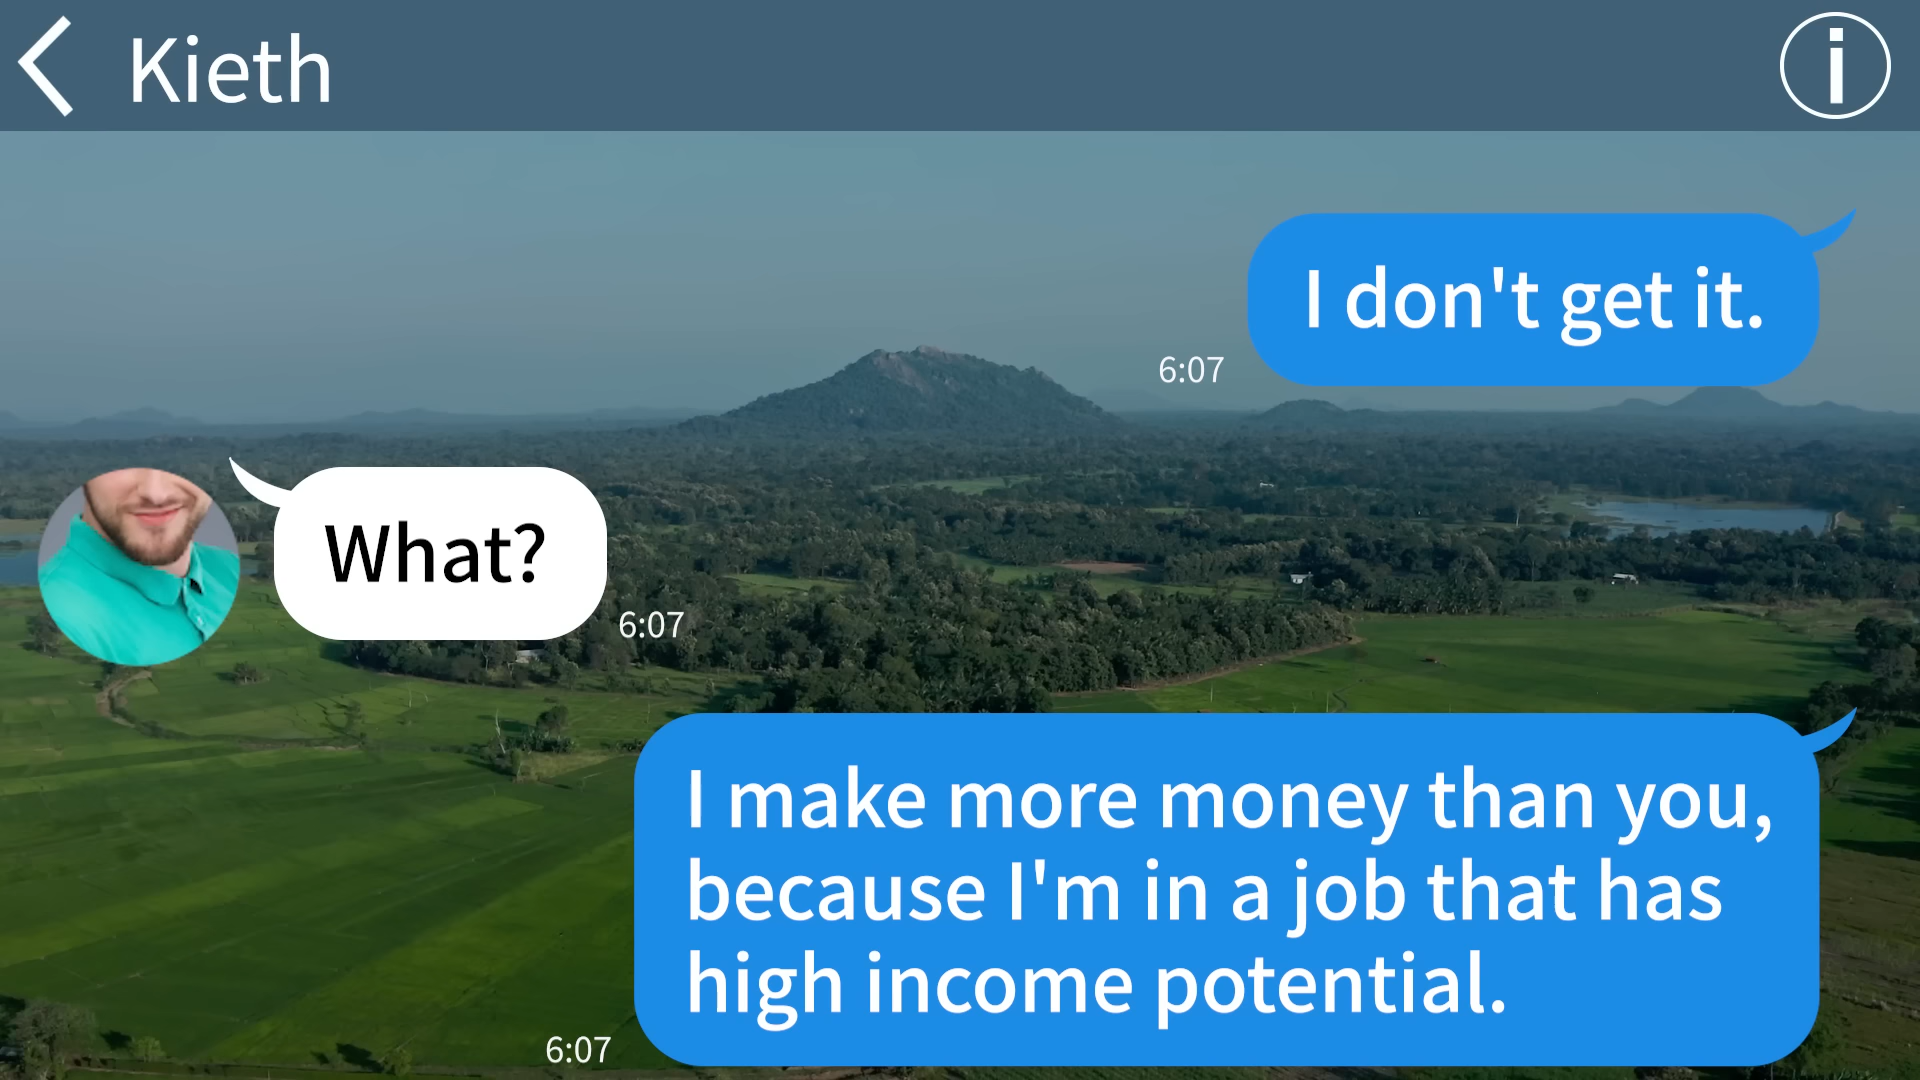 Kieth
I don't get it.
6:07
What?
6:07
I make more money than you,
because I'm in a job that has
high income potential.
6:07